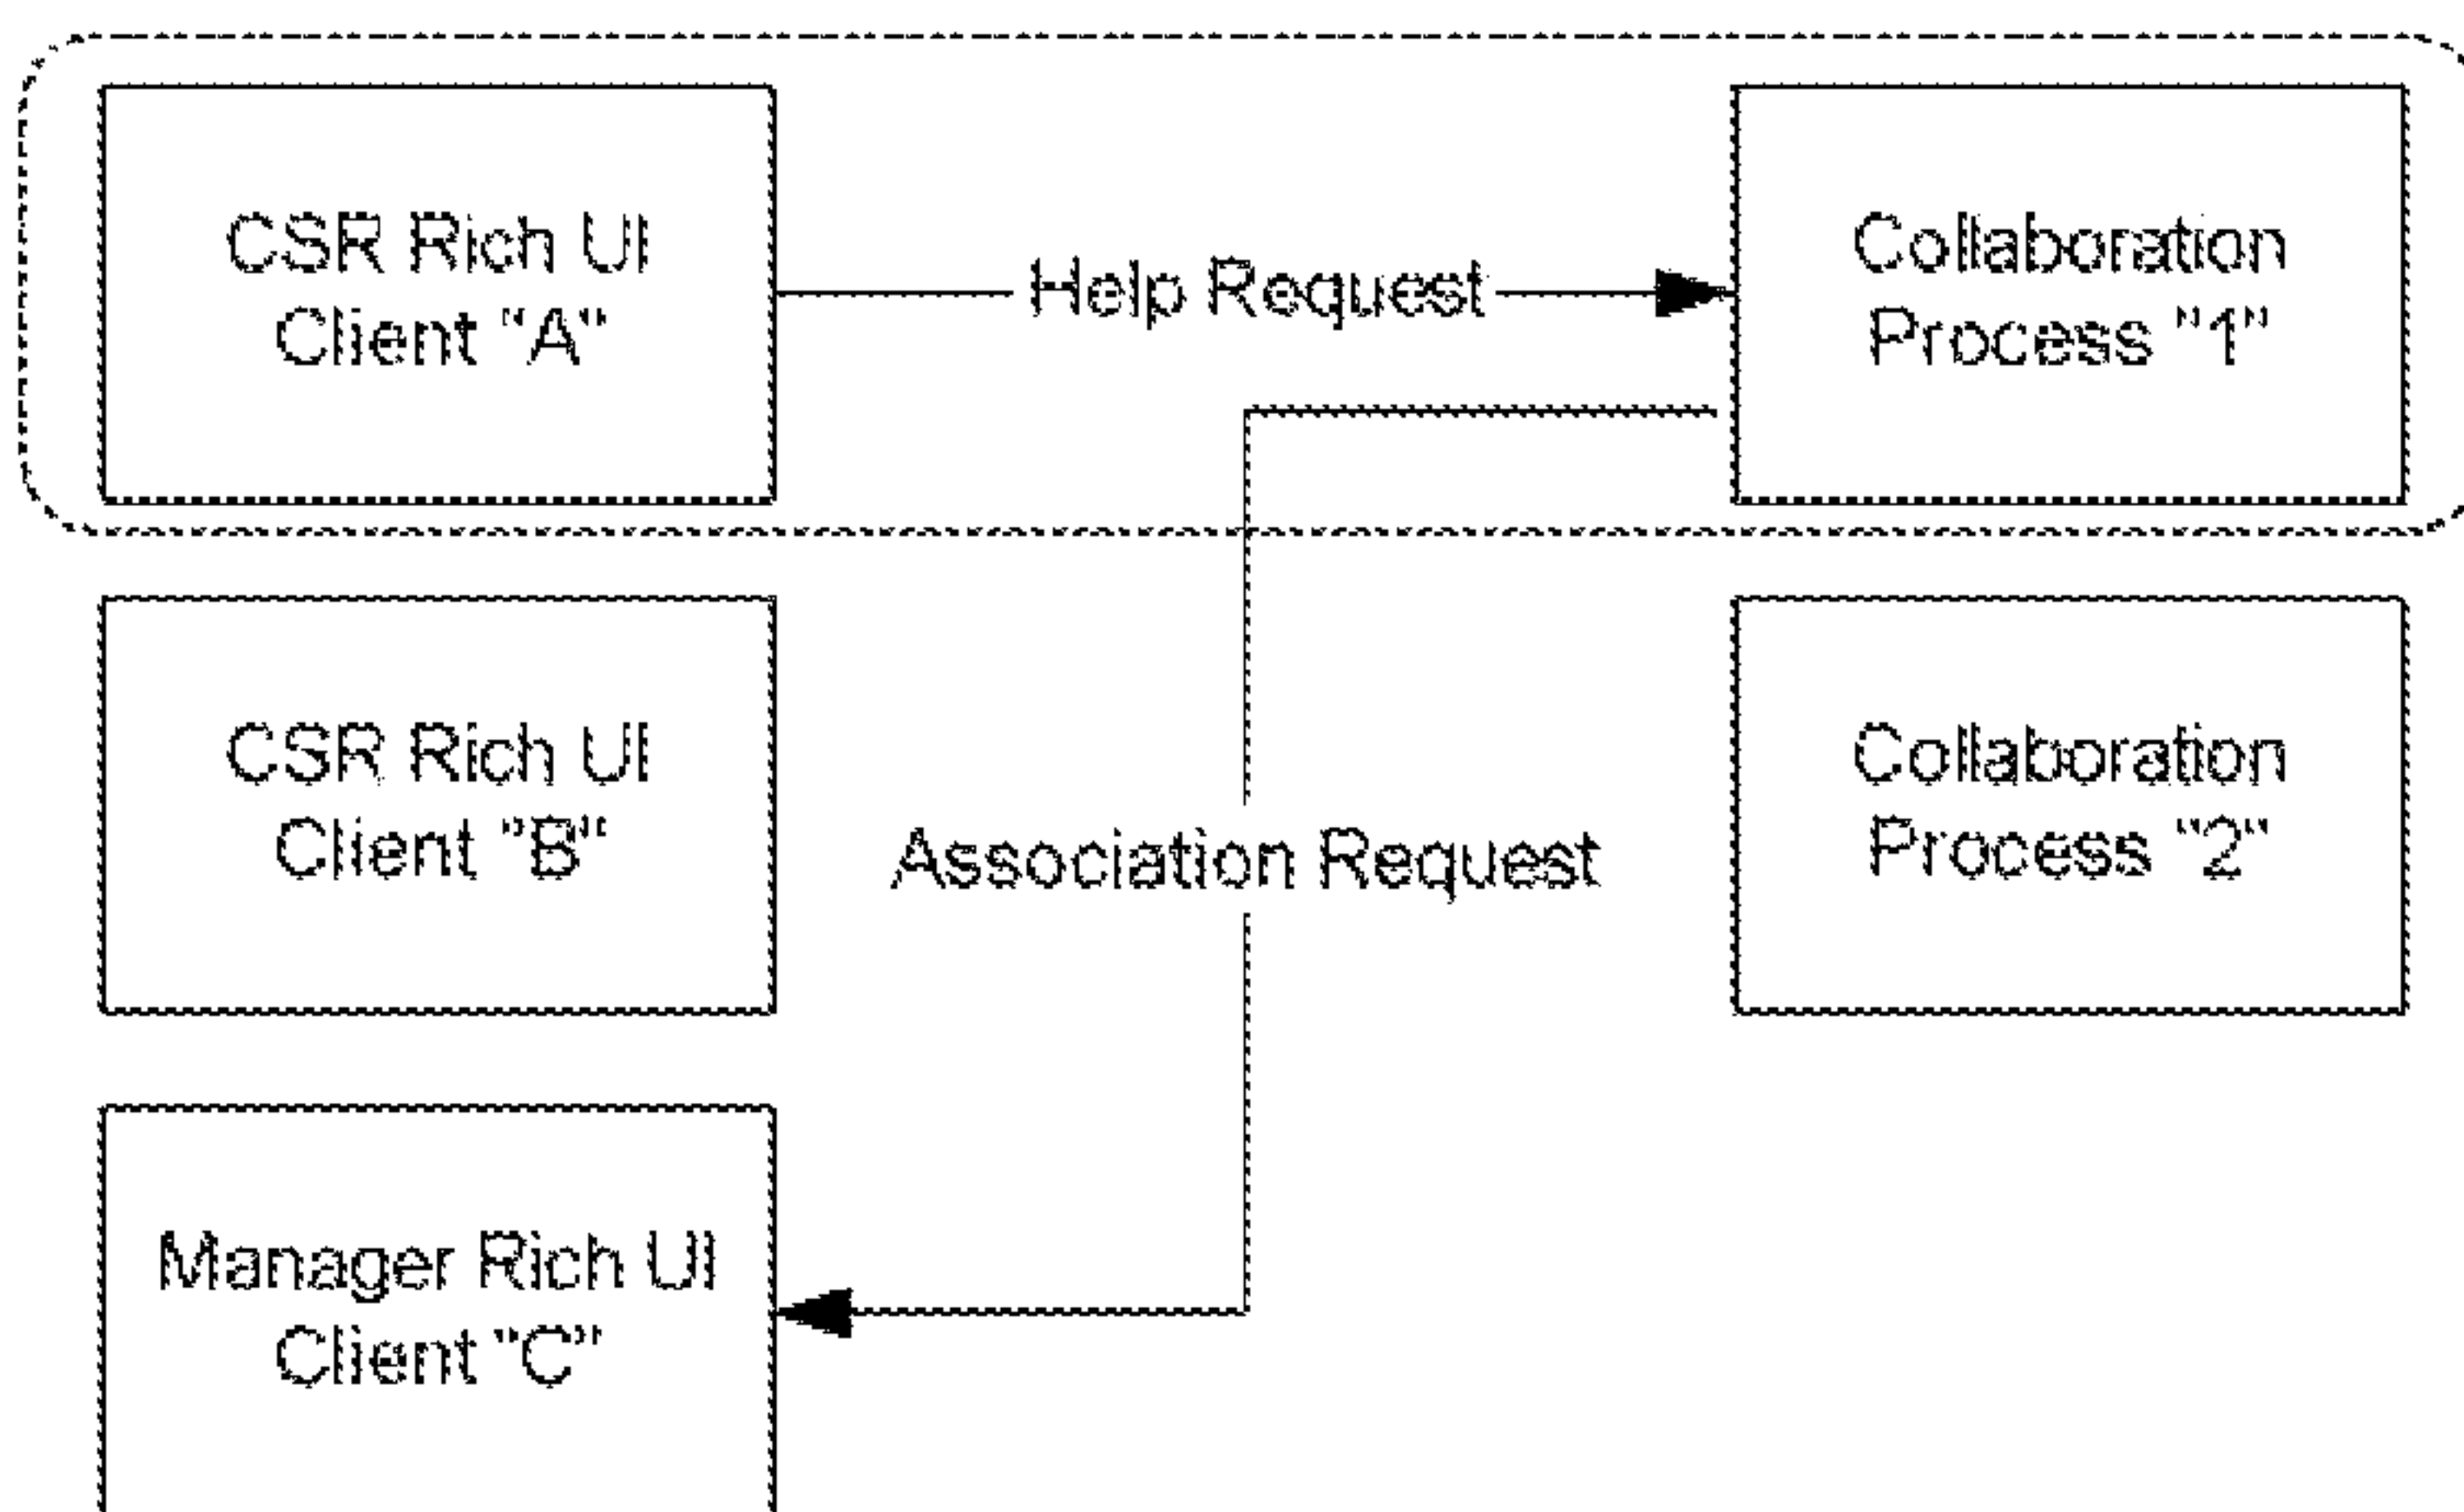 CSR Rich UI
Client "A"
Help Request
Collaboration
Process "1"
CSR Rich UI
Client "B"
Association Request
Collaboration
Process "2"
Manager Rich UI
Client "C"